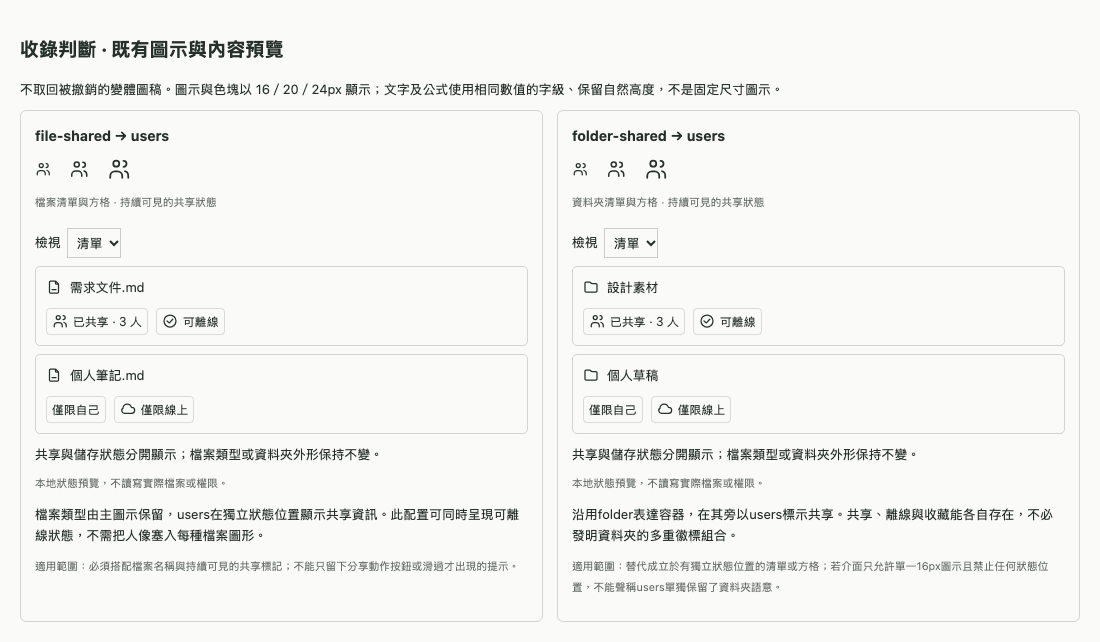 收錄判斷 · 既有圖示與內容預覽
不取回被撤銷的變體圖稿。圖示與色塊以 16 / 20 / 24px 顯示；文字及公式使用相同數值的字級、保留自然高度，不是固定尺寸圖示。
file-shared → users
檔案清單與方格 · 持續可見的共享狀態
檢視 清單
需求文件.md
已共享 · 3 人 可離線
個人筆記.md
僅限自己 僅限線上
共享與儲存狀態分開顯示；檔案類型或資料夾外形保持不變。
本地狀態預覽，不讀寫實際檔案或權限。
檔案類型由主圖示保留，users在獨立狀態位置顯示共享資訊。此配置可同時呈現可離
線狀態，不需把人像塞入每種檔案圖形。
適用範圍：必須搭配檔案名稱與持續可見的共享標記；不能只留下分享動作按鈕或滑過才出現的提示。
folder-shared → users
資料夾清單與方格 · 持續可見的共享狀態
檢視 清單
設計素材
已共享 · 3 人 可離線
個人草稿
僅限自己 僅限線上
共享與儲存狀態分開顯示；檔案類型或資料夾外形保持不變。
本地狀態預覽，不讀寫實際檔案或權限。
沿用folder表達容器，在其旁以users標示共享。共享、離線與收藏能各自存在，不必
發明資料夾的多重徽標組合。
適用範圍：替代成立於有獨立狀態位置的清單或方格；若介面只允許單一16px圖示且禁止任何狀態位
置，不能聲稱users單獨保留了資料夾語意。